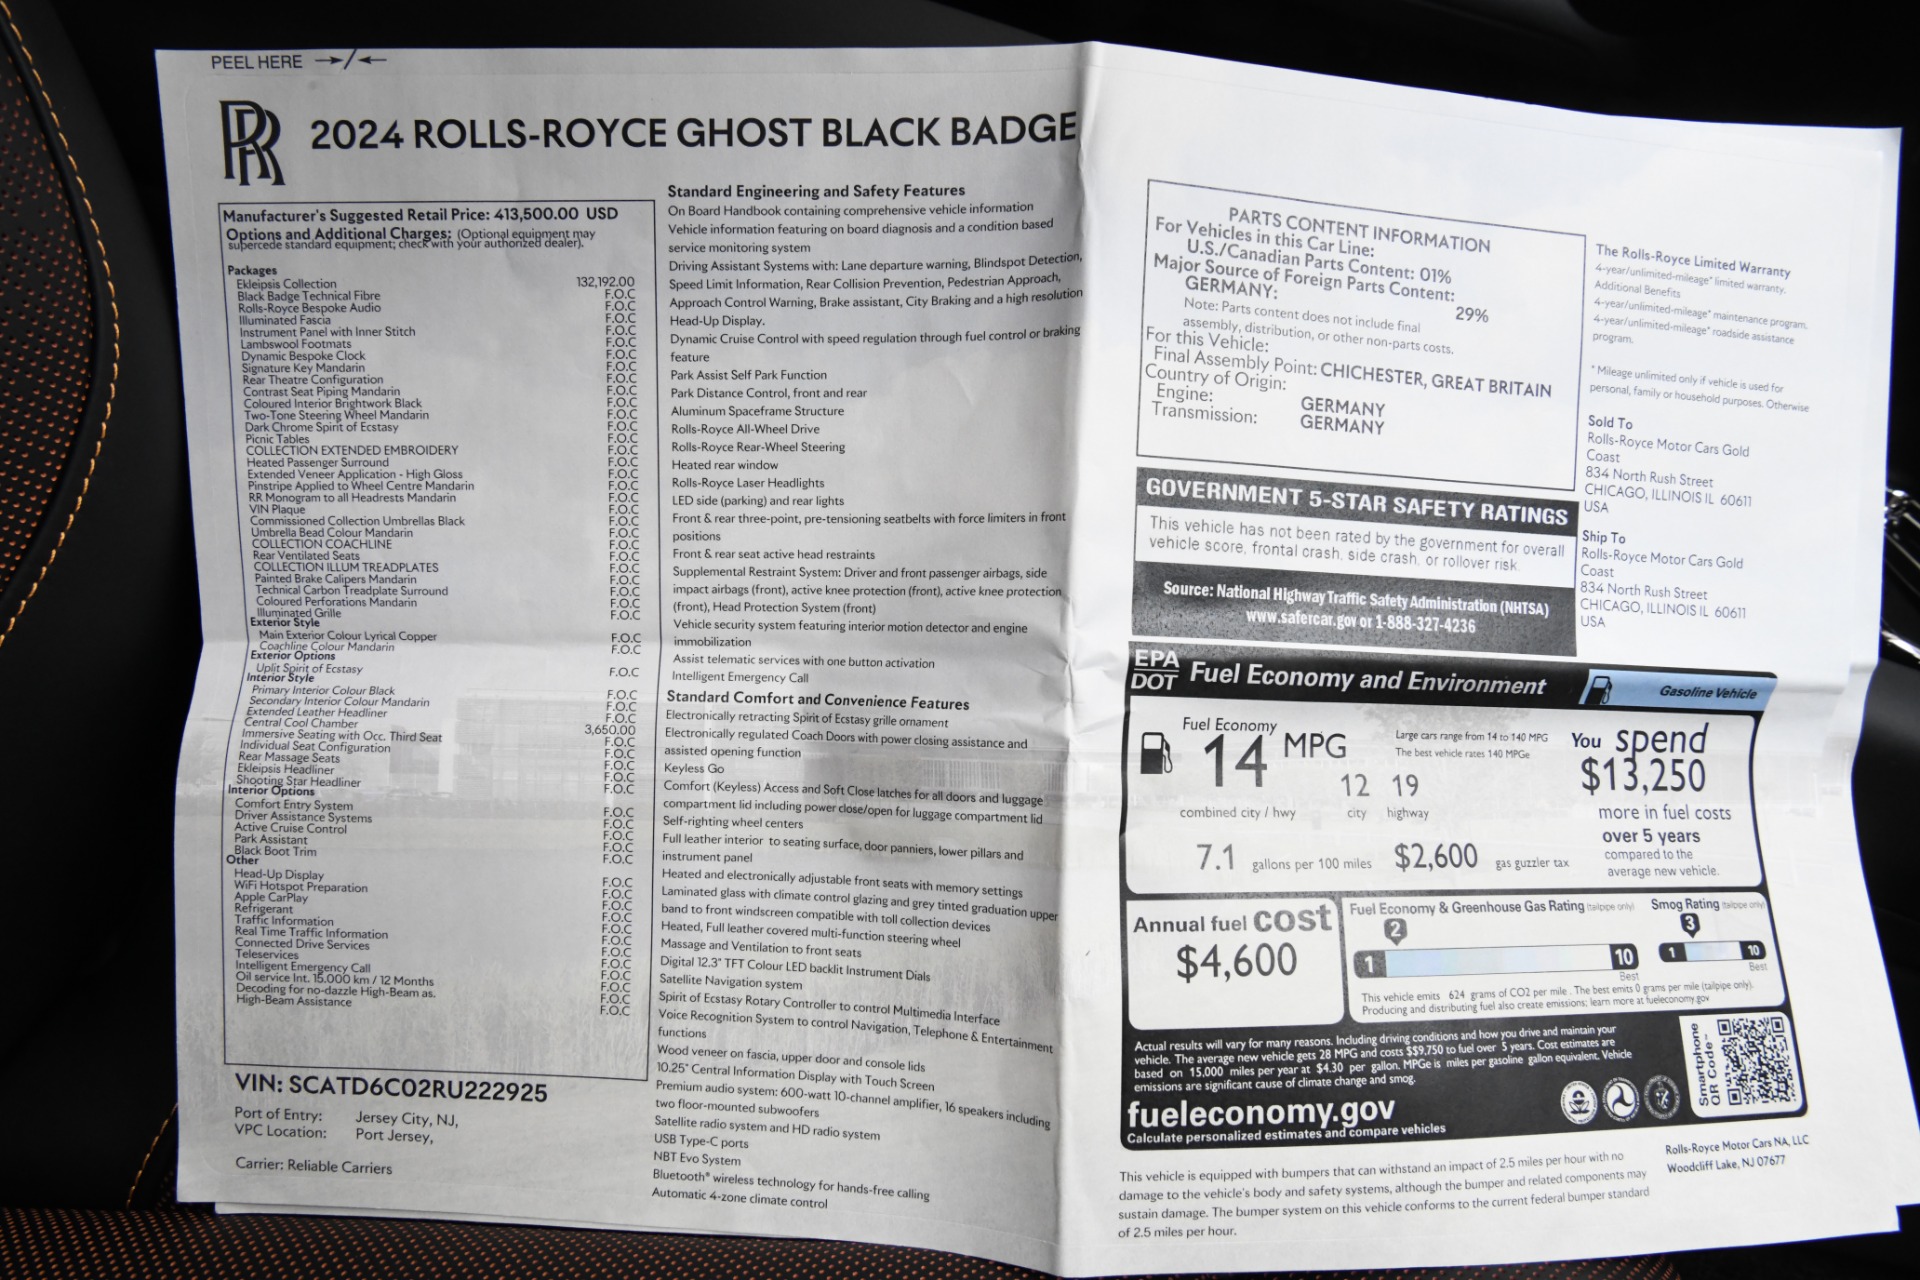 PEEL HERE
RR
2024 ROLLS-ROYCE GHOST BLACK BADGE
Manufacturer's Suggested Retail Price: 413,500.00 USD
Options and Additional Charges: (Optional equipment may
supercede standard equipment; check with your authorized dealer).
Packages
Ekleipsis Collection 132,192.00
Black Badge Technical Fibre F.O.C
Rolls-Royce Bespoke Audio F.O.C
Illuminated Fascia F.O.C
Instrument Panel with Inner Stitch F.O.C
Lambswool Footmats F.O.C
Dynamic Bespoke Clock F.O.C
Signature Key Mandarin F.O.C
Rear Theatre Configuration F.O.C
Contrast Seat Piping Mandarin F.O.C
Coloured Interior Brightwork Black F.O.C
Two-Tone Steering Wheel Mandarin F.O.C
Dark Chrome Spirit of Ecstasy F.O.C
Picnic Tables F.O.C
COLLECTION EXTENDED EMBROIDERY F.O.C
Heated Passenger Surround F.O.C
Extended Veneer Application - High Gloss F.O.C
Pinstripe Applied to Wheel Centre Mandarin F.O.C
RR Monogram to all Headrests Mandarin F.O.C
VIN Plaque F.O.C
Commissioned Collection Umbrellas Black F.O.C
Umbrella Bead Colour Mandarin F.O.C
COLLECTION COACHLINE F.O.C
Rear Ventilated Seats F.O.C
COLLECTION ILLUM TREADPLATES F.O.C
Painted Brake Calipers Mandarin F.O.C
Technical Carbon Treadplate Surround F.O.C
Coloured Perforations Mandarin F.O.C
Illuminated Grille F.O.C
Exterior Style
Main Exterior Colour Lyrical Copper F.O.C
Coachline Colour Mandarin F.O.C
Exterior Options
Uplit Spirit of Ecstasy F.O.C
Interior Style
Primary Interior Colour Black F.O.C
Secondary Interior Colour Mandarin F.O.C
Extended Leather Headliner F.O.C
Central Cool Chamber 3,650.00
Immersive Seating with Occ. Third Seat F.O.C
Individual Seat Configuration F.O.C
Rear Massage Seats F.O.C
Ekleipsis Headliner F.O.C
Shooting Star Headliner F.O.C
Interior Options
Comfort Entry System F.O.C
Driver Assistance Systems F.O.C
Active Cruise Control F.O.C
Park Assistant F.O.C
Black Boot Trim F.O.C
Other
Head-Up Display F.O.C
WiFi Hotspot Preparation F.O.C
Apple CarPlay F.O.C
Refrigerant F.O.C
Traffic Information F.O.C
Real Time Traffic Information F.O.C
Connected Drive Services F.O.C
Teleservices F.O.C
Intelligent Emergency Call F.O.C
Oil service Int. 15.000 km / 12 Months F.O.C
Decoding for no-dazzle High-Beam as. F.O.C
High-Beam Assistance F.O.C
VIN: SCATD6C02RU222925
Port of Entry: Jersey City, NJ,
VPC Location: Port Jersey,
Carrier: Reliable Carriers
Standard Engineering and Safety Features
On Board Handbook containing comprehensive vehicle information
Vehicle information featuring on board diagnosis and a condition based
service monitoring system
Driving Assistant Systems with: Lane departure warning, Blindspot Detection,
Speed Limit Information, Rear Collision Prevention, Pedestrian Approach,
Approach Control Warning, Brake assistant, City Braking and a high resolution
Head-Up Display.
Dynamic Cruise Control with speed regulation through fuel control or braking
feature
Park Assist Self Park Function
Park Distance Control, front and rear
Aluminum Spaceframe Structure
Rolls-Royce All-Wheel Drive
Rolls-Royce Rear-Wheel Steering
Heated rear window
Rolls-Royce Laser Headlights
LED side (parking) and rear lights
Front & rear three-point, pre-tensioning seatbelts with force limiters in front
positions
Front & rear seat active head restraints
Supplemental Restraint System: Driver and front passenger airbags, side
impact airbags (front), active knee protection (front), active knee protection
(front), Head Protection System (front)
Vehicle security system featuring interior motion detector and engine
immobilization
Assist telematic services with one button activation
Intelligent Emergency Call
Standard Comfort and Convenience Features
Electronically retracting Spirit of Ecstasy grille ornament
Electronically regulated Coach Doors with power closing assistance and
assisted opening function
Keyless Go
Comfort (Keyless) Access and Soft Close latches for all doors and luggage
compartment lid including power close/open for luggage compartment lid
Self-righting wheel centers
Full leather interior to seating surface, door panniers, lower pillars and
instrument panel
Heated and electronically adjustable front seats with memory settings
Laminated glass with climate control glazing and grey tinted graduation upper
band to front windscreen compatible with toll collection devices
Heated, Full leather covered multi-function steering wheel
Massage and Ventilation to front seats
Digital 12.3" TFT Colour LED backlit Instrument Dials
Satellite Navigation system
Spirit of Ecstasy Rotary Controller to control Multimedia Interface
Voice Recognition System to control Navigation, Telephone & Entertainment
functions
Wood veneer on fascia, upper door and console lids
10.25" Central Information Display with Touch Screen
Premium audio system: 600-watt 10-channel amplifier, 16 speakers including
two floor-mounted subwoofers
Satellite radio system and HD radio system
USB Type-C ports
NBT Evo System
Bluetooth® wireless technology for hands-free calling
Automatic 4-zone climate control
PARTS CONTENT INFORMATION
For Vehicles in this Car Line:
U.S./Canadian Parts Content: 01%
Major Source of Foreign Parts Content:
GERMANY: 29%
Note: Parts content does not include final
assembly, distribution, or other non-parts costs.
For this Vehicle:
Final Assembly Point: CHICHESTER, GREAT BRITAIN
Country of Origin:
Engine: GERMANY
Transmission: GERMANY
The Rolls-Royce Limited Warranty
4-year/unlimited-mileage* limited warranty.
Additional Benefits
4-year/unlimited-mileage* maintenance program.
4-year/unlimited-mileage* roadside assistance
program.
* Mileage unlimited only if vehicle is used for
personal, family or household purposes. Otherwise
Sold To
Rolls-Royce Motor Cars Gold
Coast
834 North Rush Street
CHICAGO, ILLINOIS IL 60611
USA
Ship To
Rolls-Royce Motor Cars Gold
Coast
834 North Rush Street
CHICAGO, ILLINOIS IL 60611
USA
GOVERNMENT 5-STAR SAFETY RATINGS
This vehicle has not been rated by the government for overall
vehicle score, frontal crash, side crash, or rollover risk.
Source: National Highway Traffic Safety Administration (NHTSA)
www.safercar.gov or 1-888-327-4236
EPA
DOT
Fuel Economy and Environment
Gasoline Vehicle
Fuel Economy
14 MPG
Large cars range from 14 to 140 MPG
The best vehicle rates 140 MPGe
12 19
combined city / hwy city highway
7.1 gallons per 100 miles $2,600 gas guzzler tax
You spend
$13,250
more in fuel costs
over 5 years
compared to the
average new vehicle.
Annual fuel cost
$4,600
Fuel Economy & Greenhouse Gas Rating (tailpipe only)
2
1 10
Best
Smog Rating (tailpipe only)
3
1 10
Best
This vehicle emits 624 grams of CO2 per mile . The best emits 0 grams per mile (tailpipe only).
Producing and distributing fuel also create emissions; learn more at fueleconomy.gov
Actual results will vary for many reasons. Including driving conditions and how you drive and maintain your
vehicle. The average new vehicle gets 28 MPG and costs $$9,750 to fuel over 5 years. Cost estimates are
based on 15,000 miles per year at $4.30 per gallon. MPGe is miles per gasoline gallon equivalent. Vehicle
emissions are significant cause of climate change and smog.
fueleconomy.gov
Calculate personalized estimates and compare vehicles
Smartphone
QR Code™
This vehicle is equipped with bumpers that can withstand an impact of 2.5 miles per hour with no
damage to the vehicle's body and safety systems, although the bumper and related components may
sustain damage. The bumper system on this vehicle conforms to the current federal bumper standard
of 2.5 miles per hour.
Rolls-Royce Motor Cars NA, LLC
Woodcliff Lake, NJ 07677